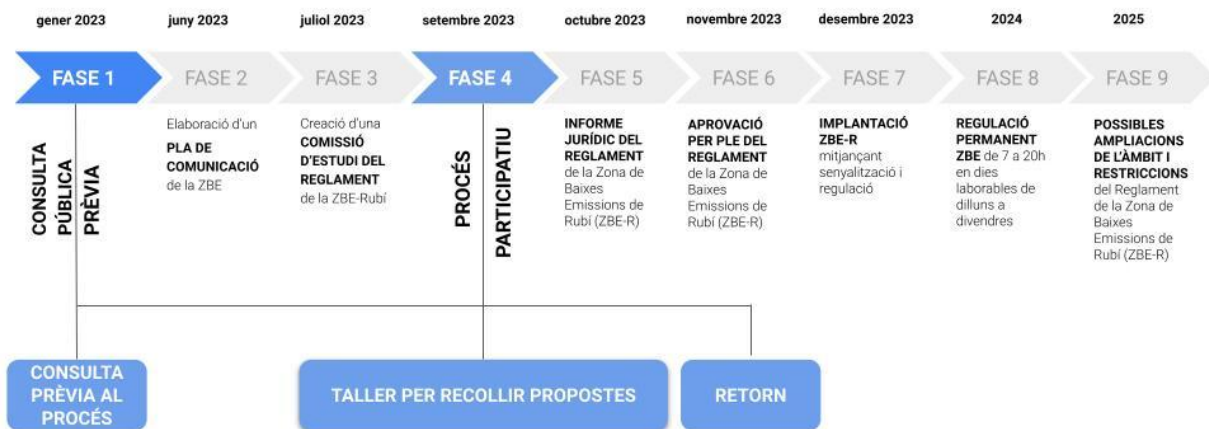 gener 2023
juny 2023
juliol 2023
setembre 2023
octubre 2023
novembre 2023
desembre 2023
2024
2025
FASE 1
FASE 2
FASE 3
FASE 4
FASE 5
FASE 6
FASE 7
FASE 8
FASE 9
CONSULTA
PÚBLICA
PRÈVIA
Elaboració d'un
PLA DE
COMUNICACIÓ
de la ZBE
Creació d'una
COMISSIÓ
D'ESTUDI DEL
REGLAMENT
de la ZBE-Rubí
PROCÉS
PARTICIPATIU
INFORME
JURÍDIC DEL
REGLAMENT
de la Zona de
Baixes
Emissions de
Rubí (ZBE-R)
APROVACIÓ
PER PLE DEL
REGLAMENT
de la Zona de
Baixes
Emissions de
Rubí (ZBE-R)
IMPLANTACIÓ
ZBE-R
mitjançant
senyalització i
regulació
REGULACIÓ
PERMANENT
ZBE de 7 a 20h
en dies
laborables de
dilluns a
divendres
POSSIBLES
AMPLIACIONS
DE L'ÀMBIT I
RESTRICCIONS
del Reglament
de la Zona de
Baixes
Emissions de
Rubí (ZBE-R)
CONSULTA
PRÈVIA AL
PROCÉS
TALLER PER RECOLLIR PROPOSTES
RETORN